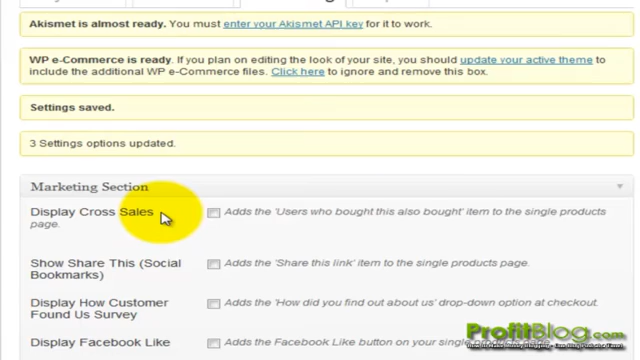 Akismet is almost ready. You must enter your Akismet API key for it to work.
WP e-Commerce is ready. If you plan on editing the look of your site, you should update your active theme to
include the additional WP e-Commerce files. Click here to ignore and remove this box.
Settings saved.
3 Settings options updated.
Marketing Section
Display Cross Sales Adds the 'Users who bought this also bought' item to the single products
page.
Show Share This (Social Adds the 'Share this link' item to the single products page.
Bookmarks)
Display How Customer Adds the 'How did you find out about us' drop-down option at checkout.
Found Us Survey
Display Facebook Like Adds the Facebook Like button on your single products
ProfitBlog.com